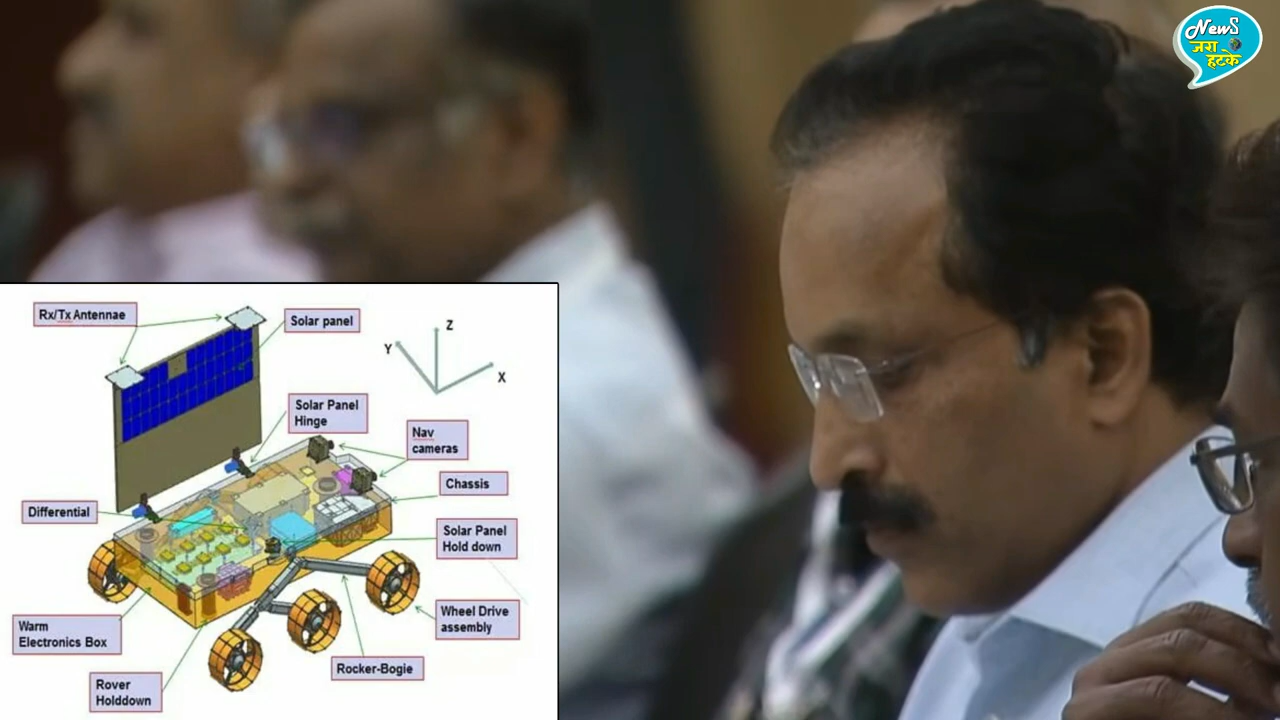 NewS
जरा
हटके
Rx/Tx Antennae
Solar panel
Z
Y
X
Solar Panel
Hinge
Nav
cameras
Chassis
Differential
Solar Panel
Hold down
Warm
Electronics Box
Wheel Drive
assembly
Rocker-Bogie
Rover
Holddown